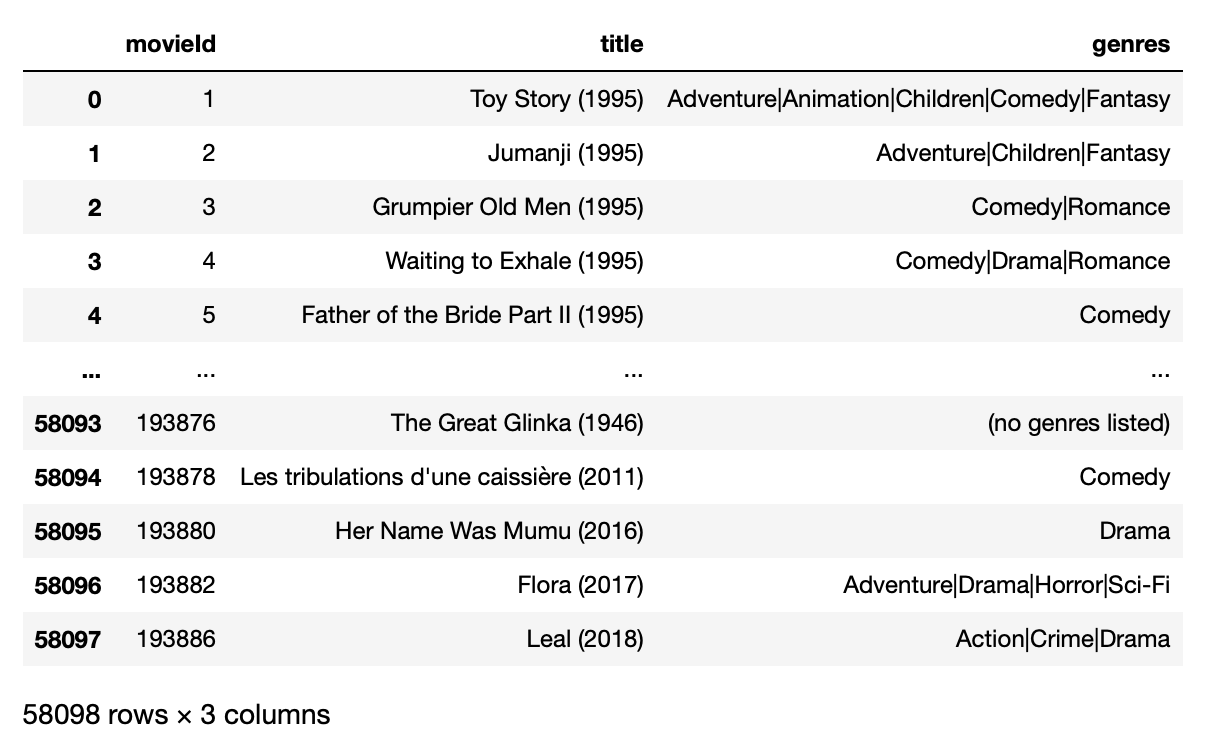 movieId title genres
0 1 Toy Story (1995) Adventure|Animation|Children|Comedy|Fantasy
1 2 Jumanji (1995) Adventure|Children|Fantasy
2 3 Grumpier Old Men (1995) Comedy|Romance
3 4 Waiting to Exhale (1995) Comedy|Drama|Romance
4 5 Father of the Bride Part II (1995) Comedy
... ... ... ...
58093 193876 The Great Glinka (1946) (no genres listed)
58094 193878 Les tribulations d'une caissière (2011) Comedy
58095 193880 Her Name Was Mumu (2016) Drama
58096 193882 Flora (2017) Adventure|Drama|Horror|Sci-Fi
58097 193886 Leal (2018) Action|Crime|Drama
58098 rows × 3 columns